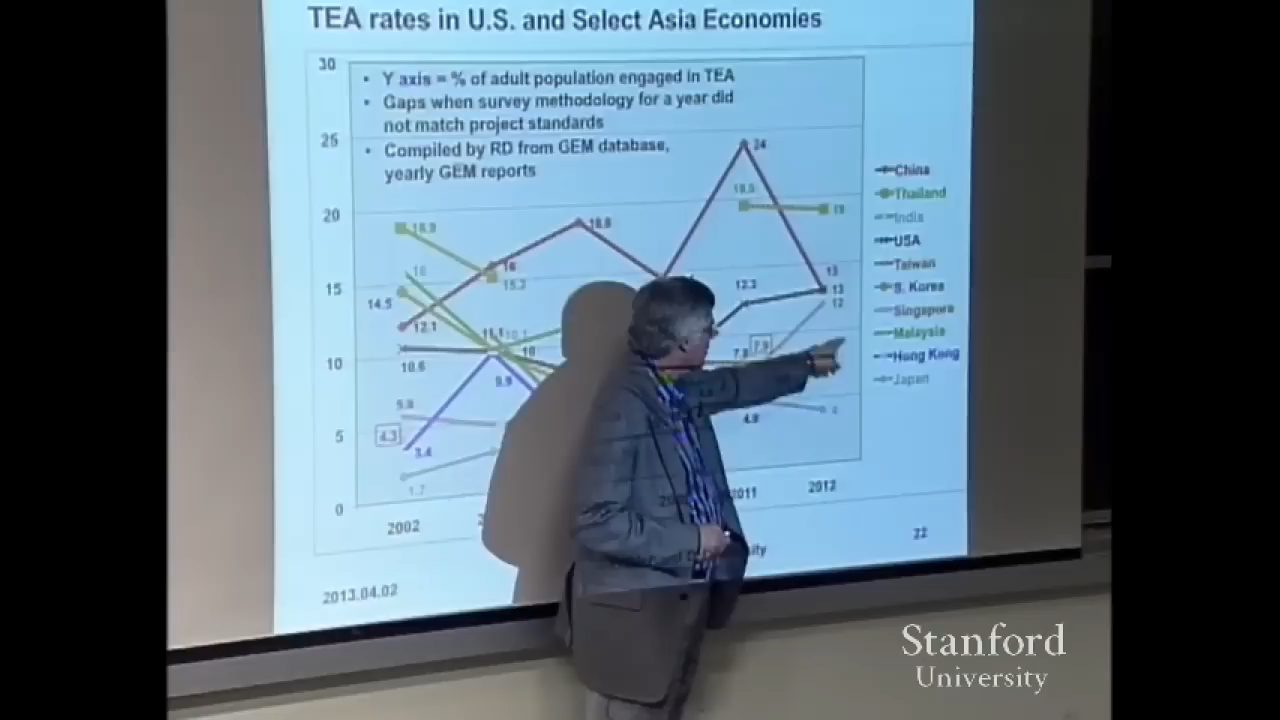 TEA rates in U.S. and Select Asia Economies
30
• Y axis = % of adult population engaged in TEA
• Gaps when survey methodology for a year did
not match project standards
• Compiled by RD from GEM database,
yearly GEM reports
25
20
15
10
5
0
24
18.9
16
14.5
12.1
10.6
5.9
4.3
3.4
1.7
16
15.3
11.1
10.1
10
9.9
18.8
12.3
7.9
4.9
19
13
13
12
4
China
Thailand
India
USA
Taiwan
S. Korea
Singapore
Malaysia
Hong Kong
Japan
2002
2011
2012
22
2013.04.02
Stanford
University